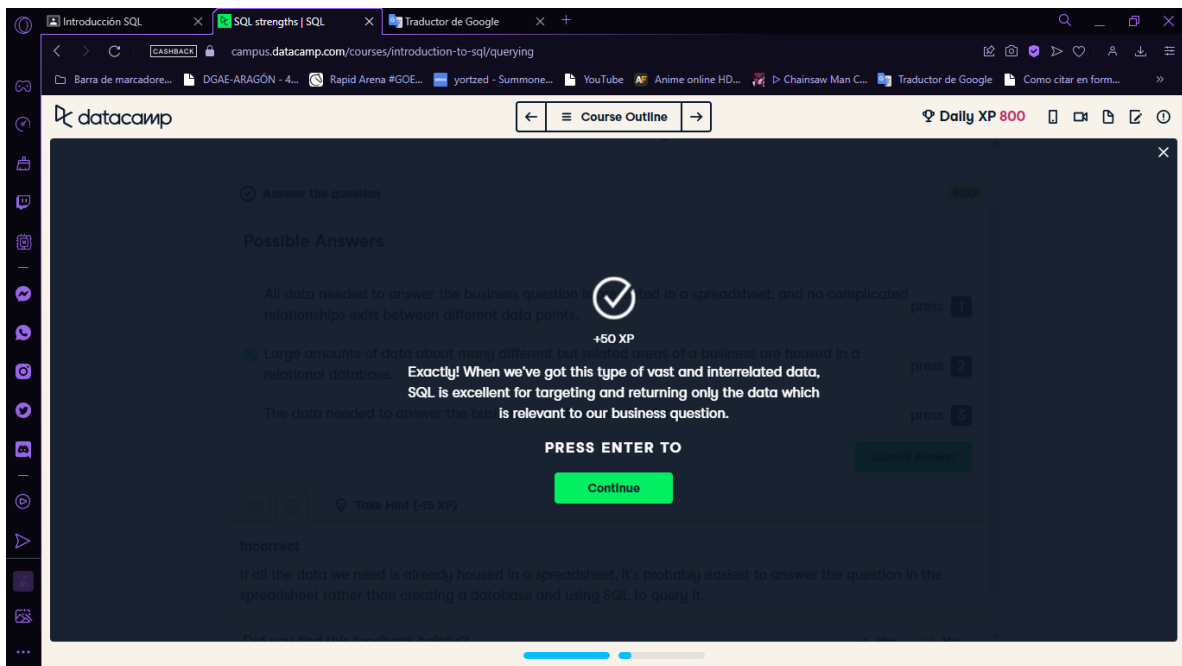 Introducción SQL
SQL strengths | SQL
Traductor de Google
CASHBACK
campus.datacamp.com/courses/introduction-to-sql/querying
Barra de marcadore...
DGAE-ARAGÓN - 4...
Rapid Arena #GOE...
yortzed - Summone...
YouTube
AF
Anime online HD...
▷ Chainsaw Man C...
Traductor de Google
Como citar en form...
datacamp
Course Outline
Daily XP 800
Answer the question
50XP
Possible Answers
All data needed to answer the business question in a spreadsheet, and no complicated
relationships exist between different data points.
press 1
+50 XP
Large amounts of data about many different but related areas of a business are housed in a
relational database.
press 2
Exactly! When we've got this type of vast and interrelated data,
SQL is excellent for targeting and returning only the data which
is relevant to our business question.
The data needed to answer the
press 3
PRESS ENTER TO
Submit Answer
Continue
Take Hint (-15 XP)
Incorrect
If all the data we need is already housed in a spreadsheet, it's probably easiest to answer the question in the
spreadsheet rather than creating a database and using SQL to query it.
Did you find this feedback helpful?
Yes
No